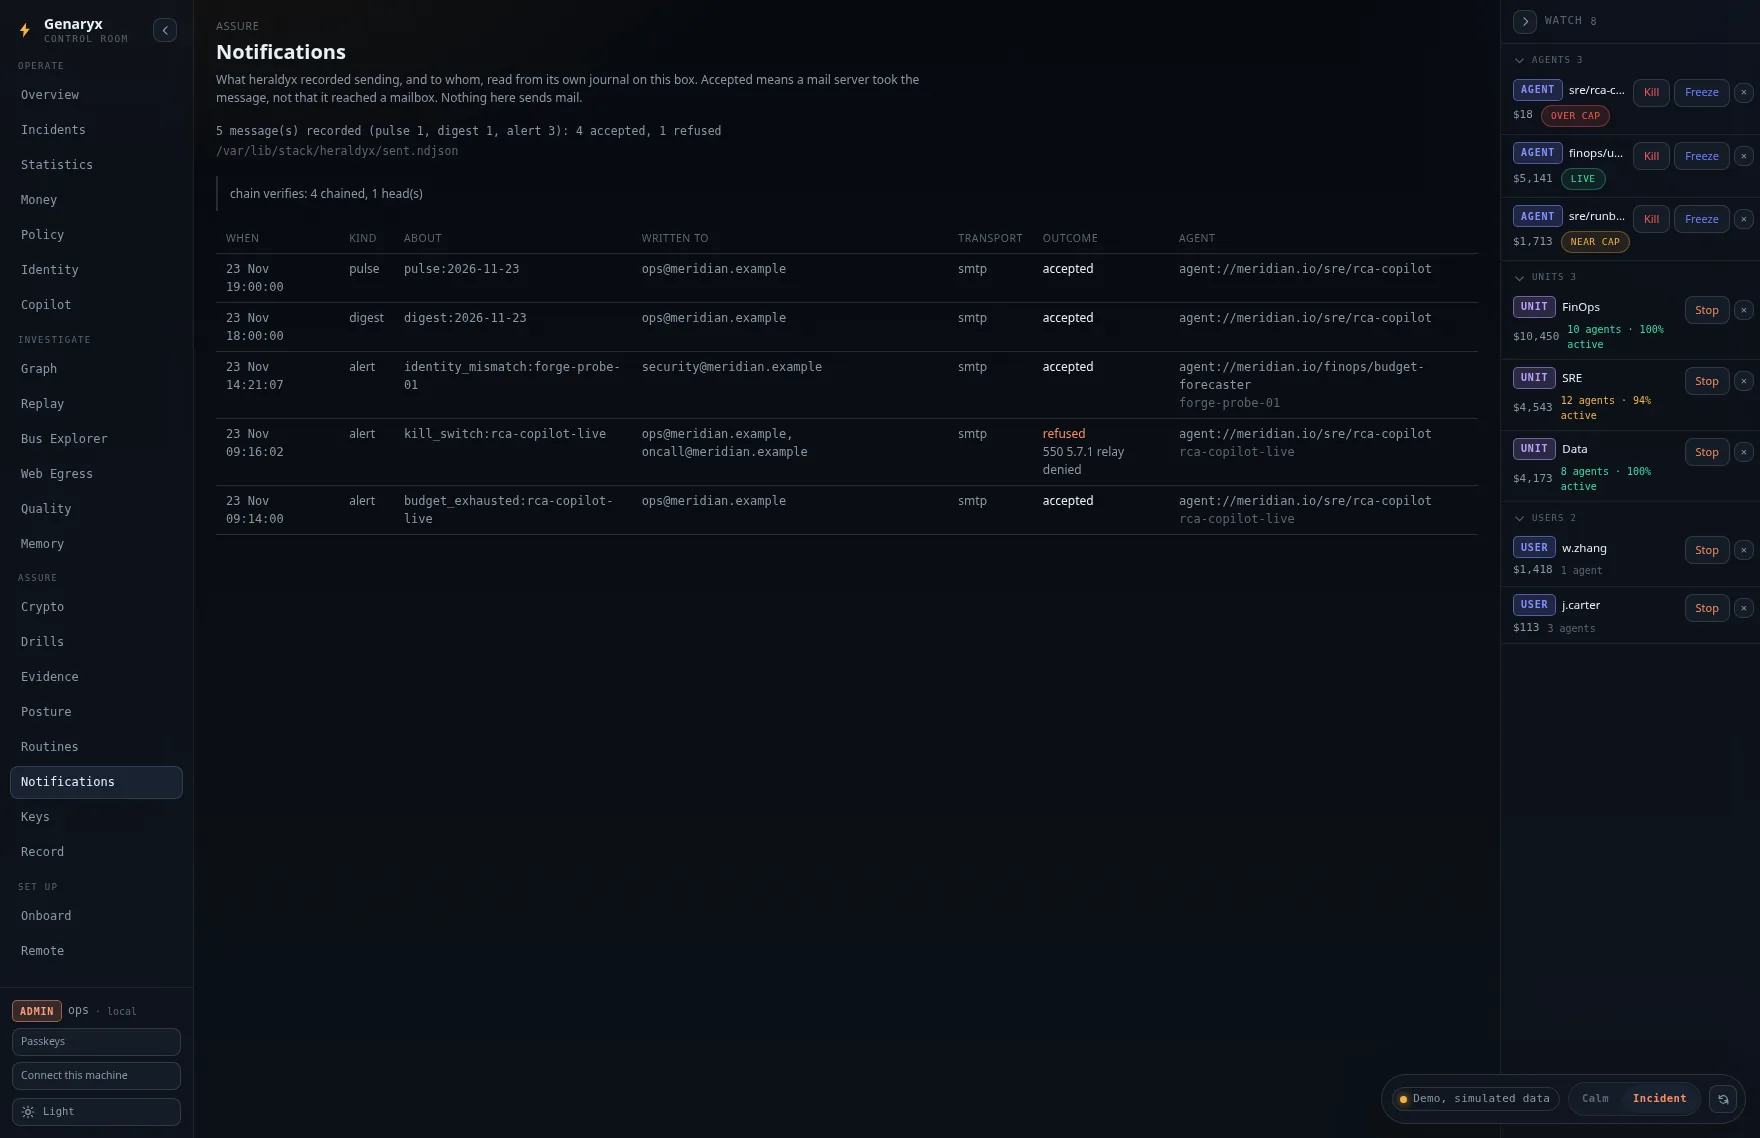 Genaryx
CONTROL ROOM
OPERATE
Overview
Incidents
Statistics
Money
Policy
Identity
Copilot
INVESTIGATE
Graph
Replay
Bus Explorer
Web Egress
Quality
Memory
ASSURE
Crypto
Drills
Evidence
Posture
Routines
Notifications
Keys
Record
SET UP
Onboard
Remote
ADMIN ops · local
Passkeys
Connect this machine
Light
ASSURE
Notifications
What heraldyx recorded sending, and to whom, read from its own journal on this box. Accepted means a mail server took the
message, not that it reached a mailbox. Nothing here sends mail.
5 message(s) recorded (pulse 1, digest 1, alert 3): 4 accepted, 1 refused
/var/lib/stack/heraldyx/sent.ndjson
chain verifies: 4 chained, 1 head(s)
WHEN KIND ABOUT WRITTEN TO TRANSPORT OUTCOME AGENT
23 Nov pulse pulse:2026-11-23 ops@meridian.example smtp accepted agent://meridian.io/sre/rca-copilot
19:00:00
23 Nov digest digest:2026-11-23 ops@meridian.example smtp accepted agent://meridian.io/sre/rca-copilot
18:00:00
23 Nov alert identity_mismatch:forge-probe- security@meridian.example smtp accepted agent://meridian.io/finops/budget-
14:21:07 01 forecaster
forge-probe-01
23 Nov alert kill_switch:rca-copilot-live ops@meridian.example, smtp refused agent://meridian.io/sre/rca-copilot
09:16:02 oncall@meridian.example 550 5.7.1 relay rca-copilot-live
denied
23 Nov alert budget_exhausted:rca-copilot- ops@meridian.example smtp accepted agent://meridian.io/sre/rca-copilot
09:14:00 live rca-copilot-live
WATCH 8
AGENTS 3
AGENT sre/rca-c... Kill Freeze ×
$18 OVER CAP
AGENT finops/u... Kill Freeze ×
$5,141 LIVE
AGENT sre/runb... Kill Freeze ×
$1,713 NEAR CAP
UNITS 3
UNIT FinOps Stop ×
$10,450 10 agents · 100%
active
UNIT SRE Stop ×
$4,543 12 agents · 94%
active
UNIT Data Stop ×
$4,173 8 agents · 100%
active
USERS 2
USER w.zhang Stop ×
$1,418 1 agent
USER j.carter Stop ×
$113 3 agents
Demo, simulated data Calm Incident